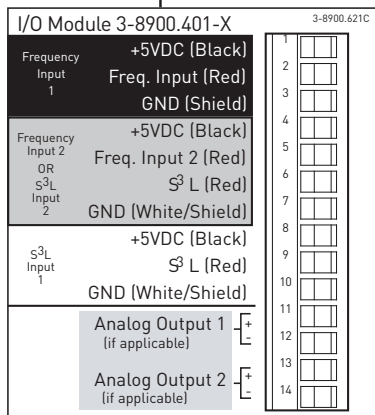 I/O Module 3-8900.401-X
3-8900.621C
Frequency
Input
1
+5VDC (Black)
Freq. Input (Red)
GND (Shield)
Frequency
Input 2
OR
S³L
Input
2
+5VDC (Black)
Freq. Input 2 (Red)
S³ L (Red)
GND (White/Shield)
S³L
Input
1
+5VDC (Black)
S³ L (Red)
GND (White/Shield)
Analog Output 1 + -
(if applicable)
Analog Output 2 + -
(if applicable)
1
2
3
4
5
6
7
8
9
10
11
12
13
14